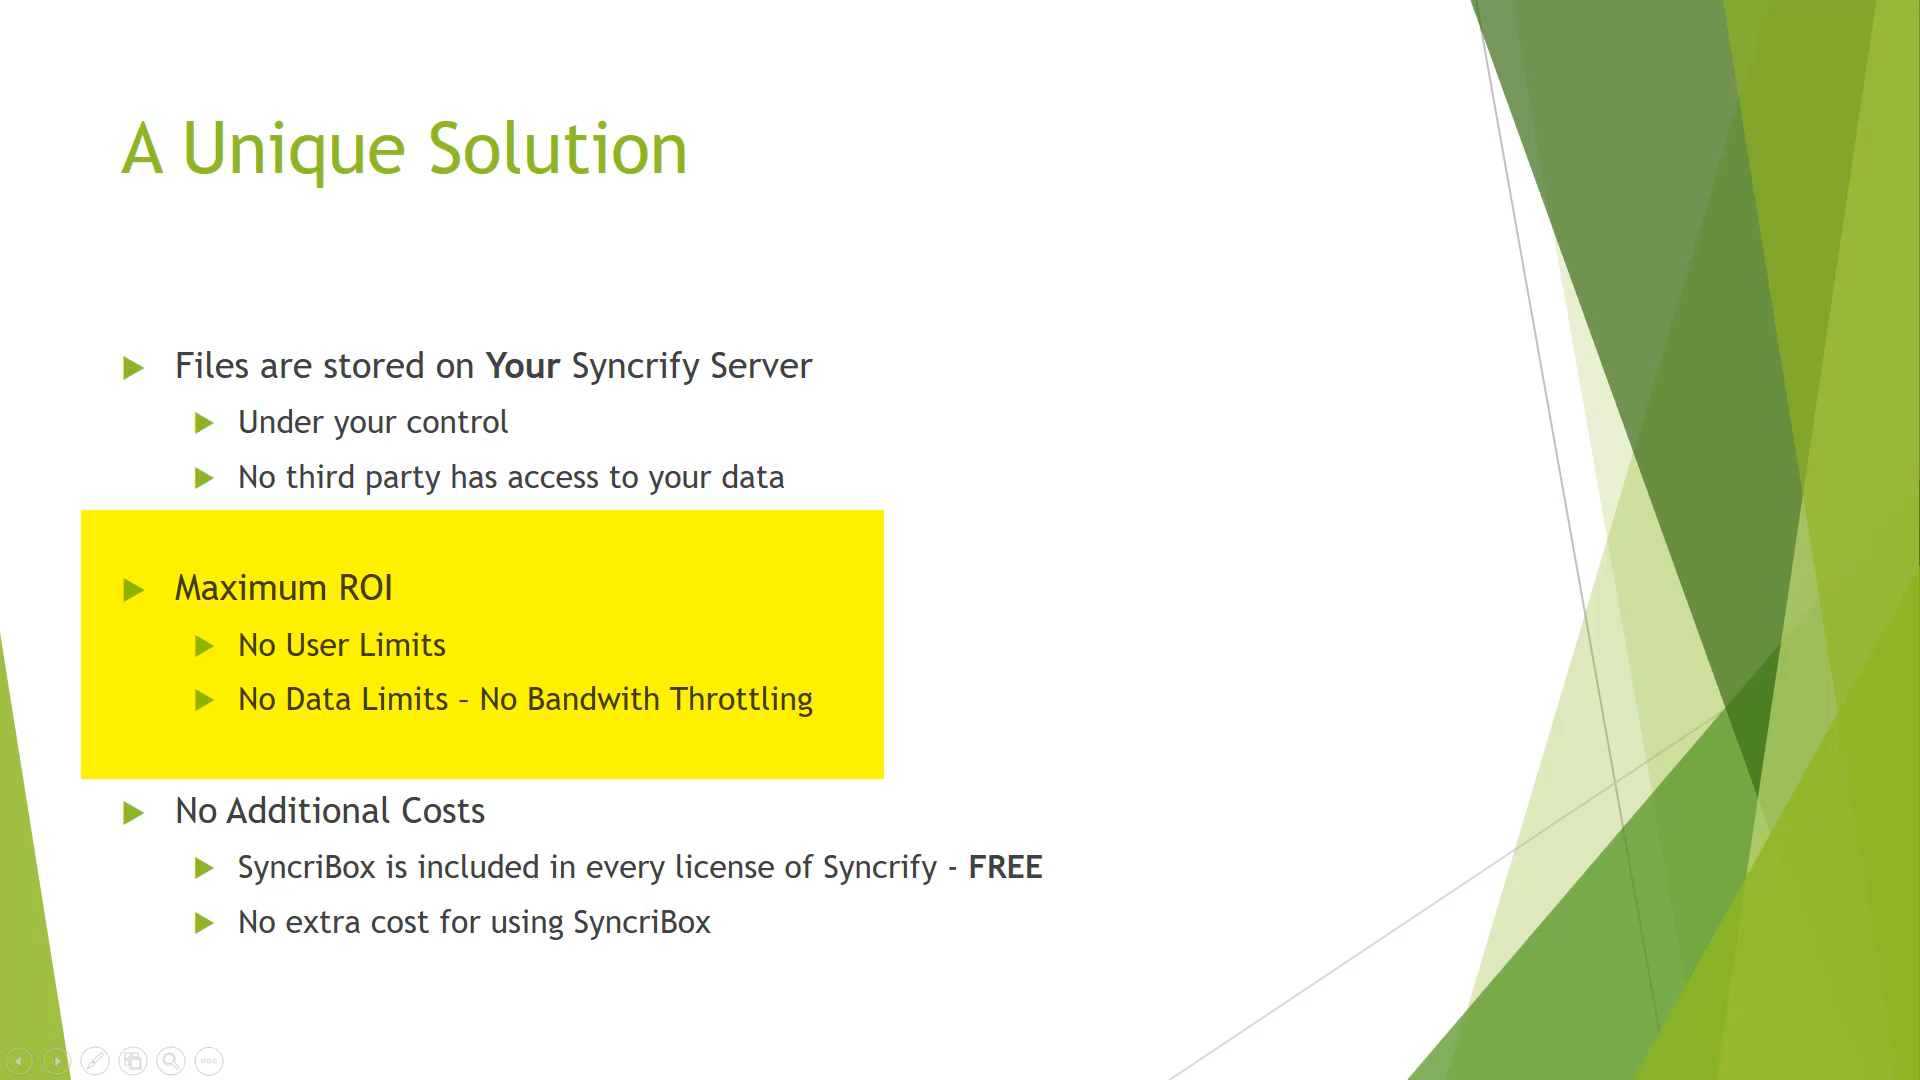 A Unique Solution
Files are stored on Your Syncrify Server
Under your control
No third party has access to your data
Maximum ROI
No User Limits
No Data Limits – No Bandwith Throttling
No Additional Costs
SyncriBox is included in every license of Syncrify - FREE
No extra cost for using SyncriBox